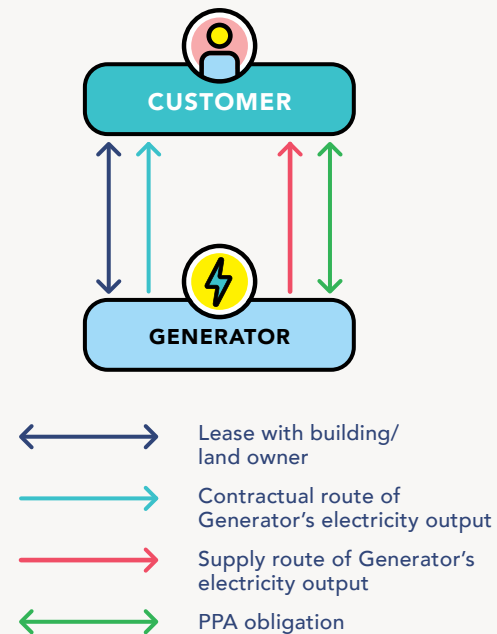 CUSTOMER
GENERATOR
Lease with building/
land owner
Contractual route of
Generator’s electricity output
Supply route of Generator’s
electricity output
PPA obligation